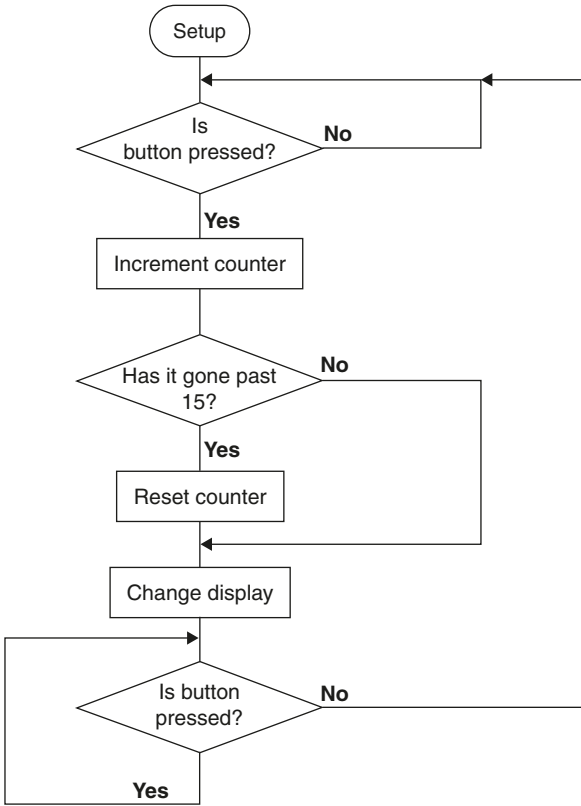 Setup
Is
button pressed?
No
Yes
Increment counter
Has it gone past
15?
No
Yes
Reset counter
Change display
Is button
pressed?
No
Yes